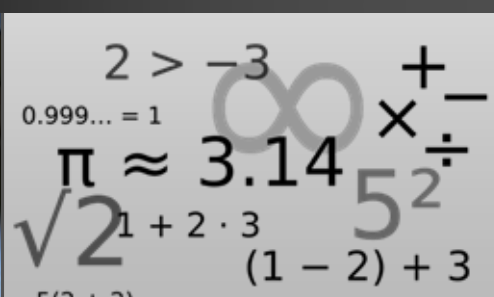 2 > −3
+
−
∞
×
0.999... = 1
÷
π ≈ 3.14
5²
√2
1 + 2 · 3
(1 − 2) + 3